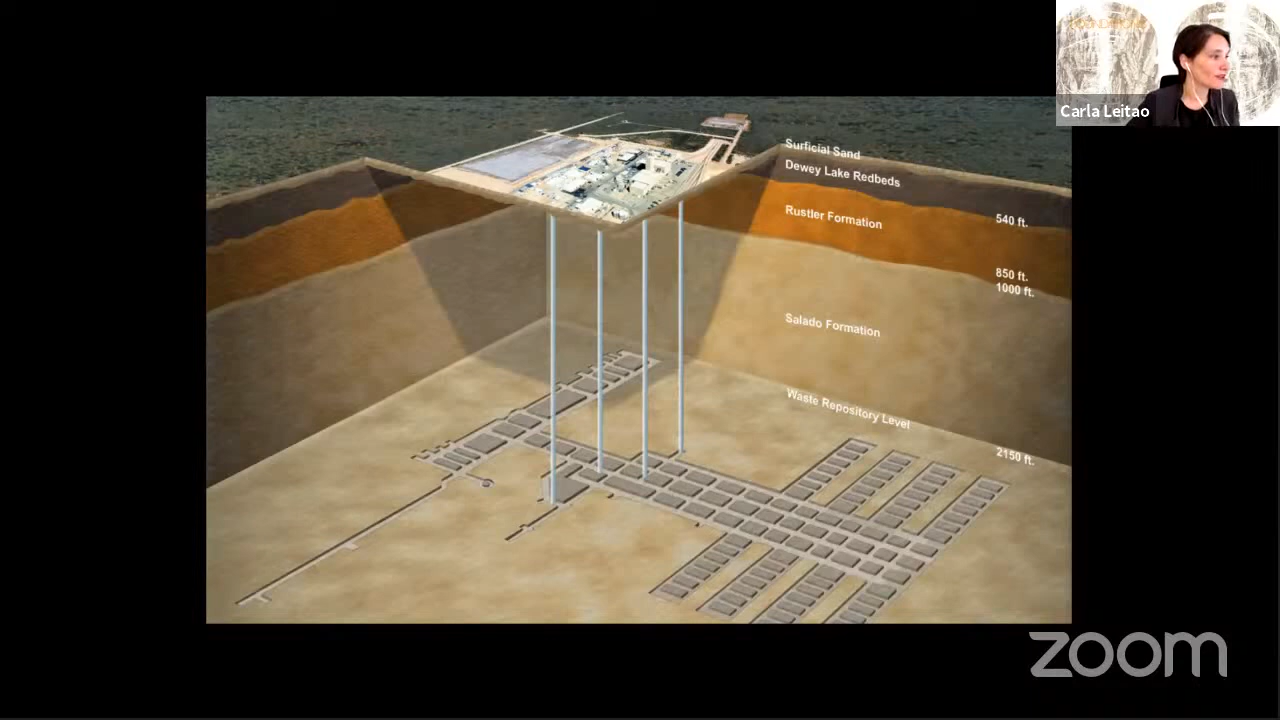 Carla Leitao
Surficial Sand
Dewey Lake Redbeds
540 ft.
Rustler Formation
850 ft.
1000 ft.
Salado Formation
Waste Repository Level
2150 ft.
zoom